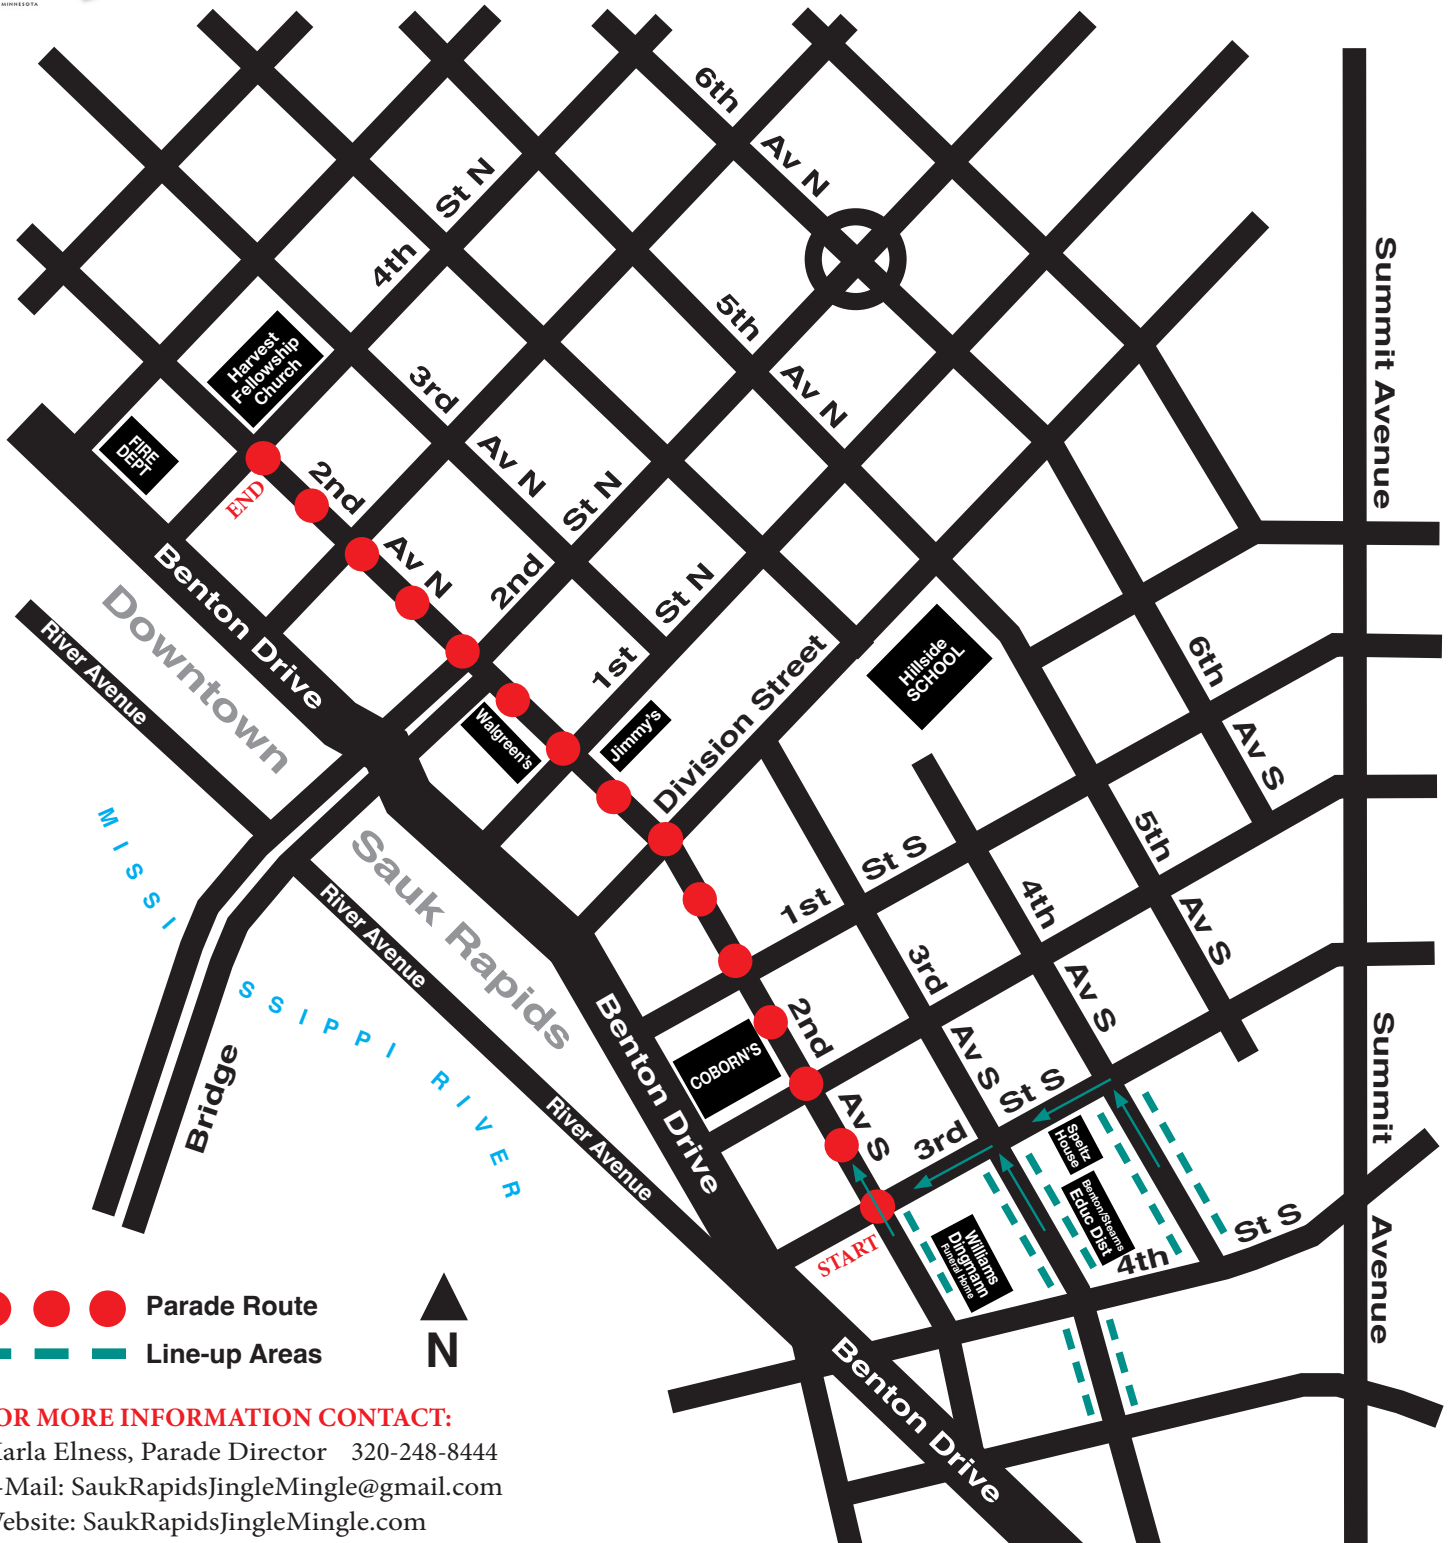 MINNESOTA
6th
Av N
St N
4th
5th
Av N
Summit Avenue
Harvest
Fellowship
Church
3rd
Av N
FIRE
DEPT
END
2nd
Av N
St N
2nd
St N
1st
Benton Drive
Downtown
River Avenue
Walgreen's
Jimmy's
Division Street
Hillside
SCHOOL
6th
Av S
5th
Av S
St S
1st
4th
Av S
3rd
Av S
MISSI
SSIPPI RIVER
Sauk Rapids
River Avenue
Bridge
Benton Drive
COBORN'S
2nd
Av S
River Avenue
St S
3rd
Summit
Avenue
Speltz
House
Benton/Stearns
Educ Dist
Williams
Dingmann
Funeral Home
START
4th
St S
Benton Drive
Parade Route
Line-up Areas
N
OR MORE INFORMATION CONTACT:
arla Elness, Parade Director 320-248-8444
-Mail: SaukRapidsJingleMingle@gmail.com
ebsite: SaukRapidsJingleMingle.com